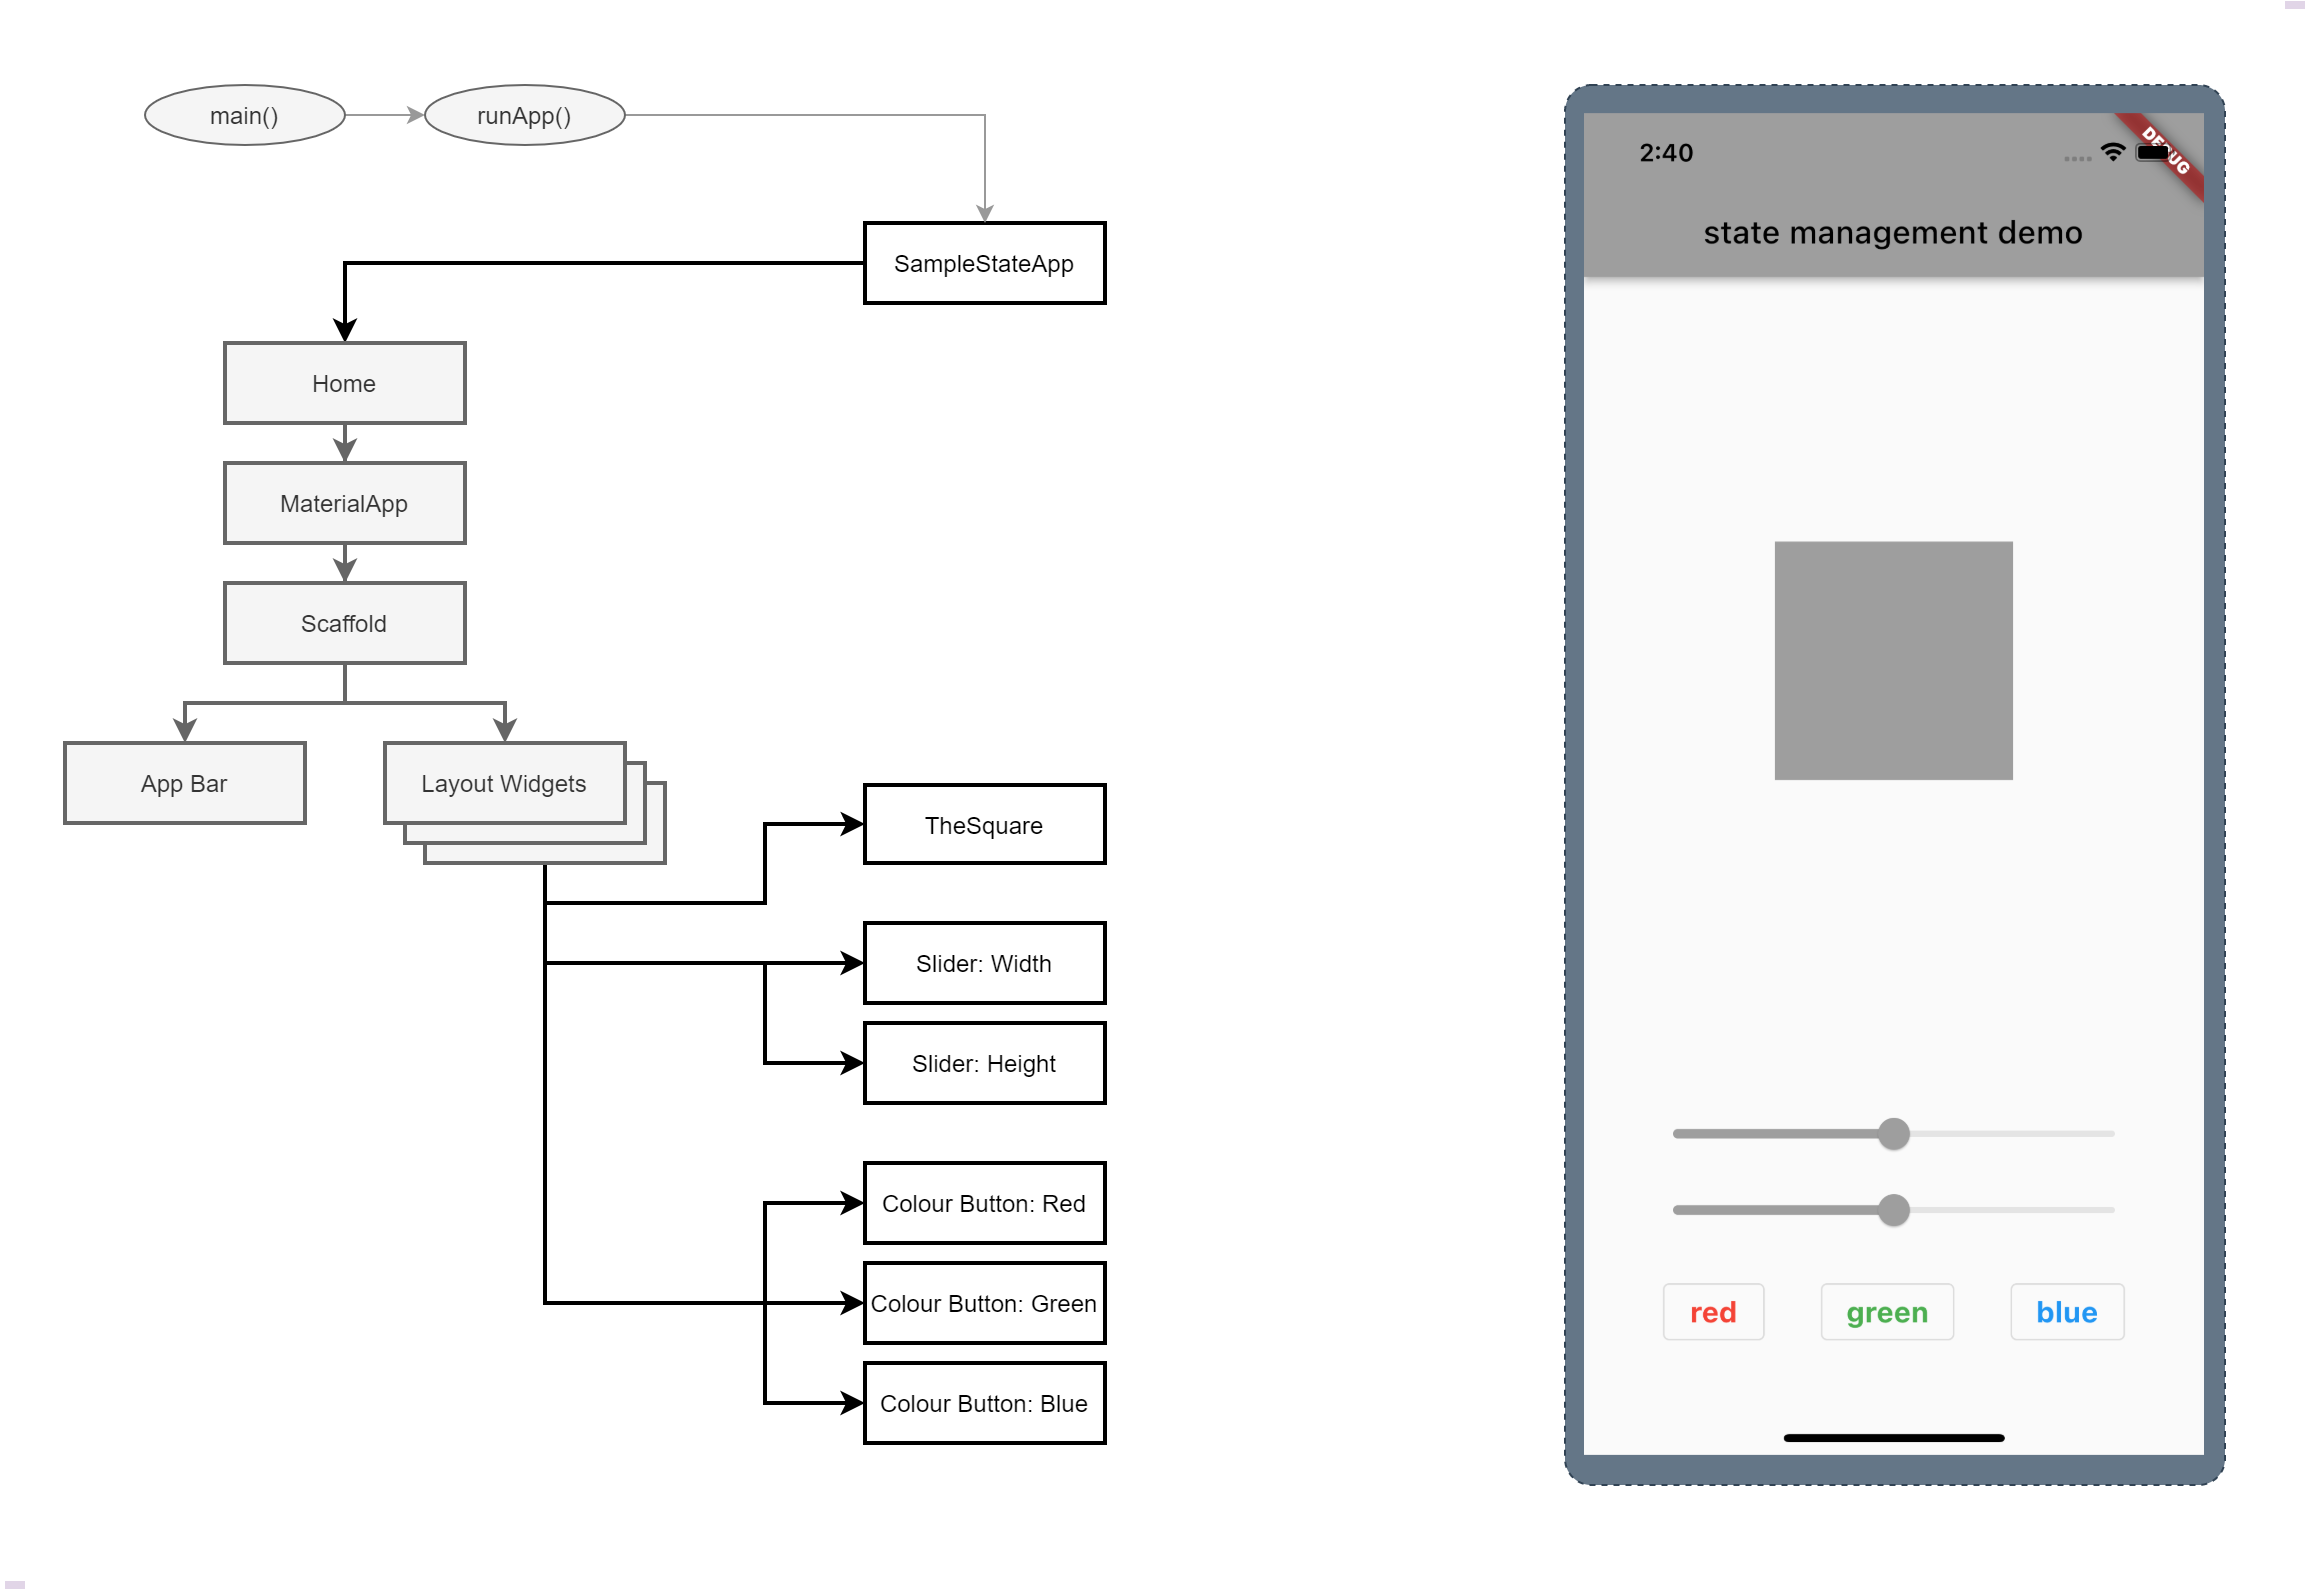 main()
runApp()
SampleStateApp
Home
MaterialApp
Scaffold
App Bar
Layout Widgets
TheSquare
Slider: Width
Slider: Height
Colour Button: Red
Colour Button: Green
Colour Button: Blue
2:40
DEBUG
state management demo
red
green
blue